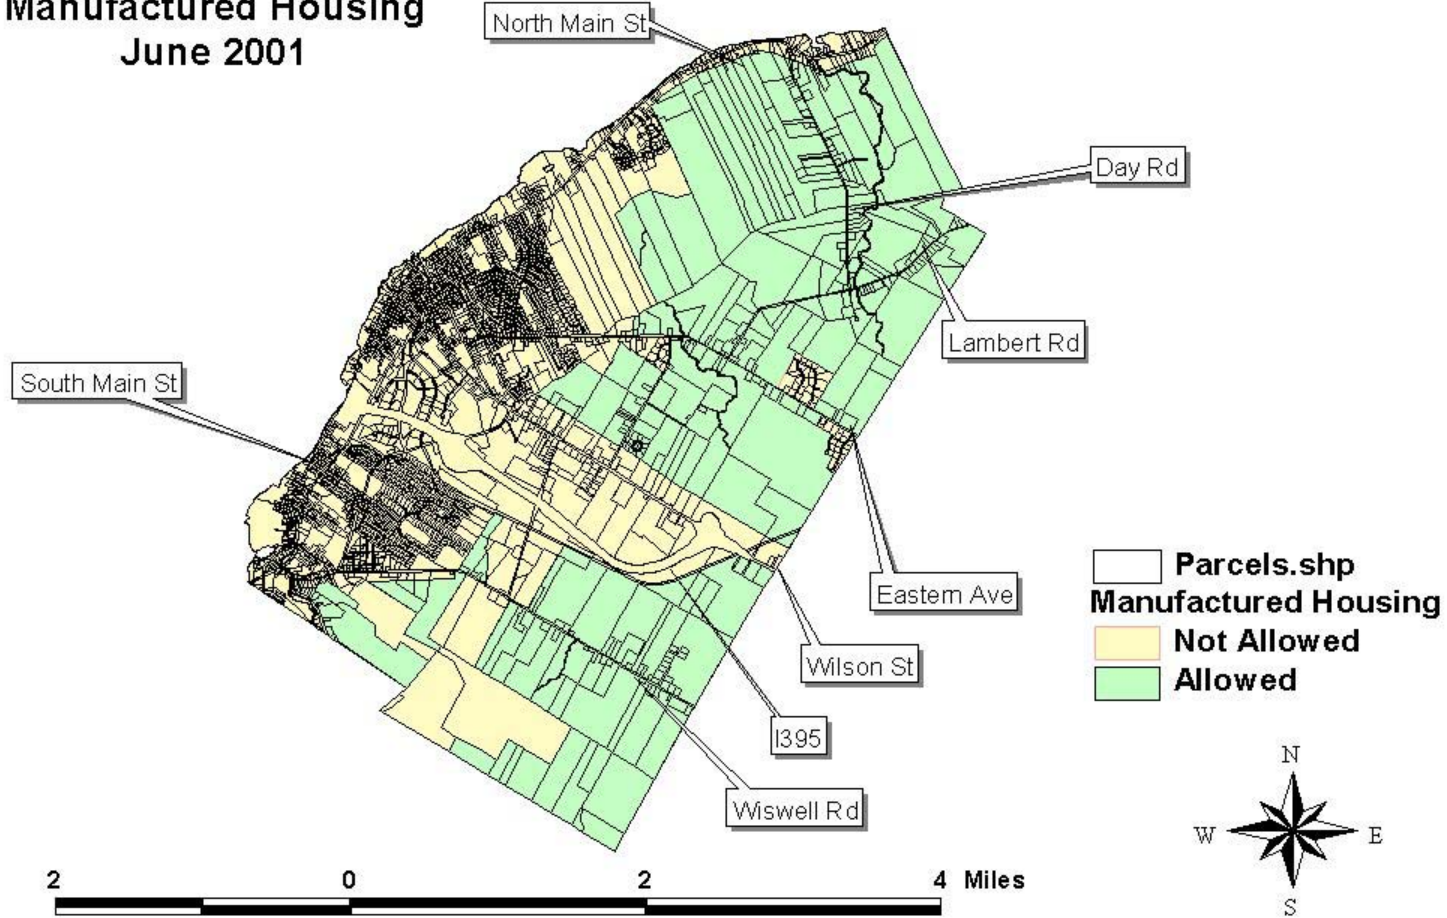 Manufactured Housing
June 2001
North Main St
Day Rd
Lambert Rd
South Main St
Eastern Ave
Wilson St
I395
Wiswell Rd
Parcels.shp
Manufactured Housing
Not Allowed
Allowed
N
W E
S
2 0 2 4 Miles